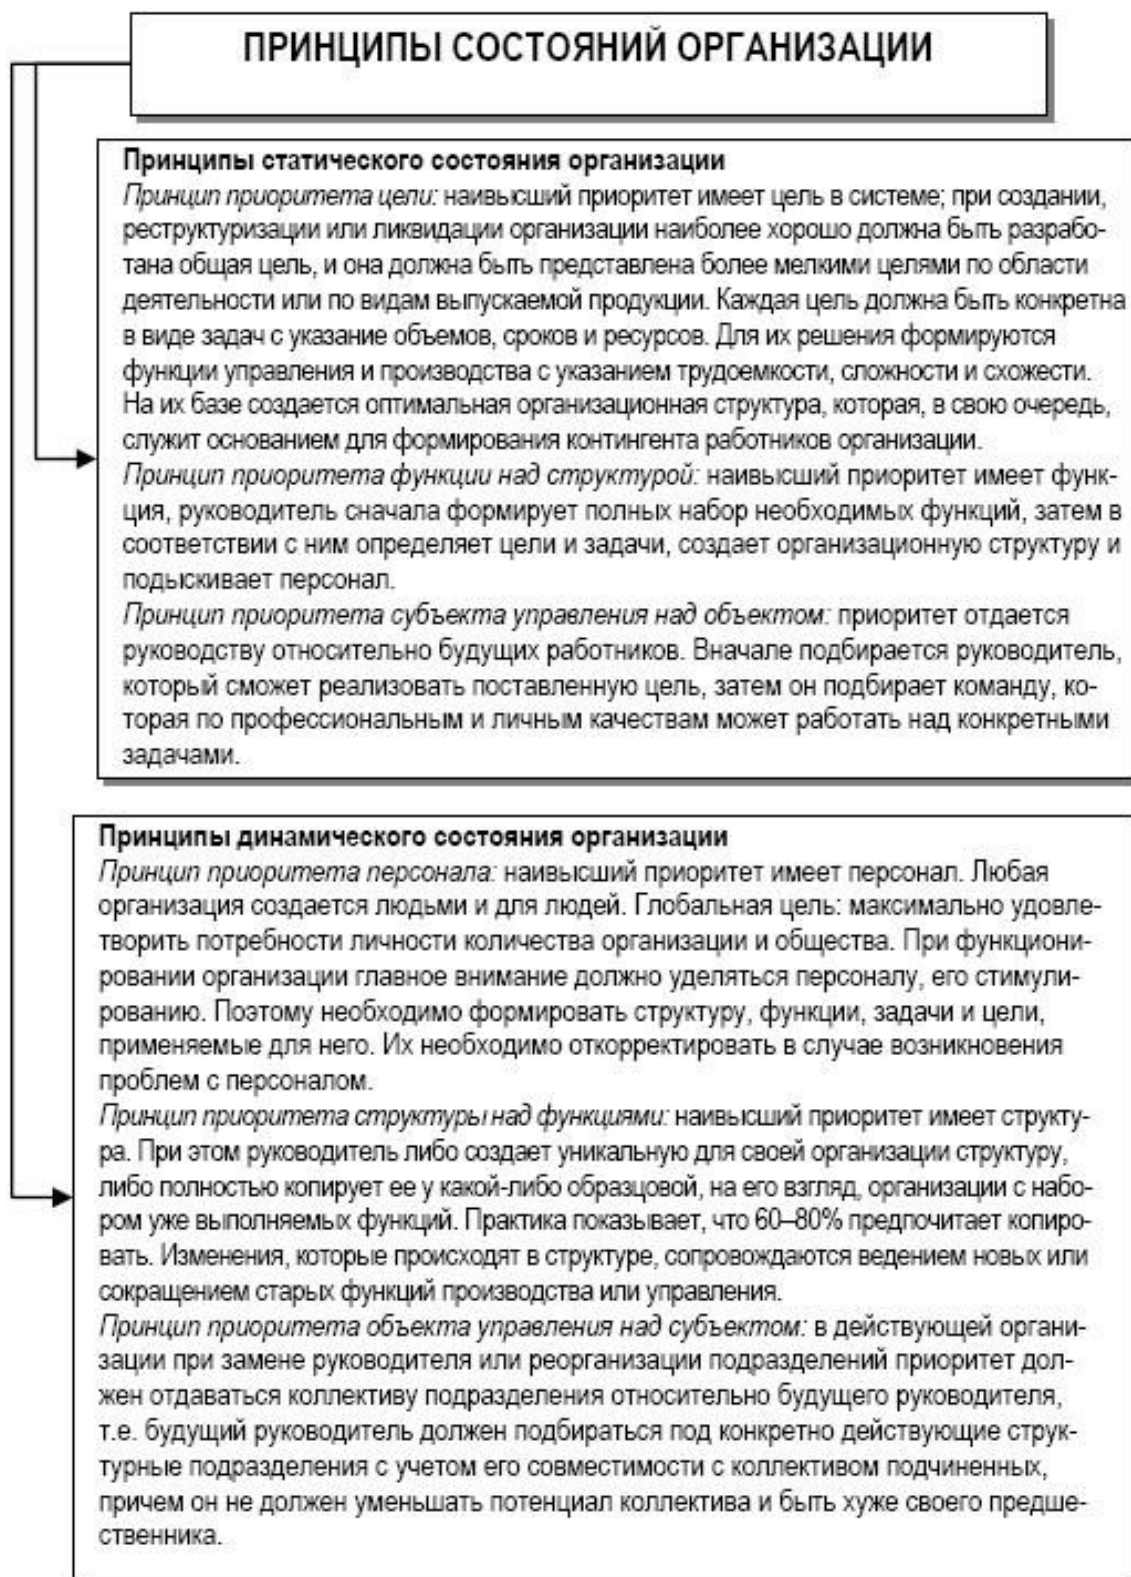 ПРИНЦИПЫ СОСТОЯНИЙ ОРГАНИЗАЦИИ
Принципы статического состояния организации
Принцип приоритета цели: наивысший приоритет имеет цель в системе; при создании,
реструктуризации или ликвидации организации наиболее хорошо должна быть разрабо-
тана общая цель, и она должна быть представлена более мелкими целями по области
деятельности или по видам выпускаемой продукции. Каждая цель должна быть конкретна
в виде задач с указание объемов, сроков и ресурсов. Для их решения формируются
функции управления и производства с указанием трудоемкости, сложности и схожести.
На их базе создается оптимальная организационная структура, которая, в свою очередь,
служит основанием для формирования контингента работников организации.
Принцип приоритета функции над структурой: наивысший приоритет имеет функ-
ция, руководитель сначала формирует полных набор необходимых функций, затем в
соответствии с ним определяет цели и задачи, создает организационную структуру и
подыскивает персонал.
Принцип приоритета субъекта управления над объектом: приоритет отдается
руководству относительно будущих работников. Вначале подбирается руководитель,
который сможет реализовать поставленную цель, затем он подбирает команду, ко-
торая по профессиональным и личным качествам может работать над конкретными
задачами.
Принципы динамического состояния организации
Принцип приоритета персонала: наивысший приоритет имеет персонал. Любая
организация создается людьми и для людей. Глобальная цель: максимально удовле-
творить потребности личности количества организации и общества. При функциони-
ровании организации главное внимание должно уделяться персоналу, его стимули-
рованию. Поэтому необходимо формировать структуру, функции, задачи и цели,
применяемые для него. Их необходимо откорректировать в случае возникновения
проблем с персоналом.
Принцип приоритета структуры над функциями: наивысший приоритет имеет структу-
ра. При этом руководитель либо создает уникальную для своей организации структуру,
либо полностью копирует ее у какой-либо образцовой, на его взгляд, организации с набо-
ром уже выполняемых функций. Практика показывает, что 60–80% предпочитает копиро-
вать. Изменения, которые происходят в структуре, сопровождаются ведением новых или
сокращением старых функций производства или управления.
Принцип приоритета объекта управления над субъектом: в действующей органи-
зации при замене руководителя или реорганизации подразделений приоритет дол-
жен отдаваться коллективу подразделения относительно будущего руководителя,
т.е. будущий руководитель должен подбираться под конкретно действующие струк-
турные подразделения с учетом его совместимости с коллективом подчиненных,
причем он не должен уменьшать потенциал коллектива и быть хуже своего предше-
ственника.